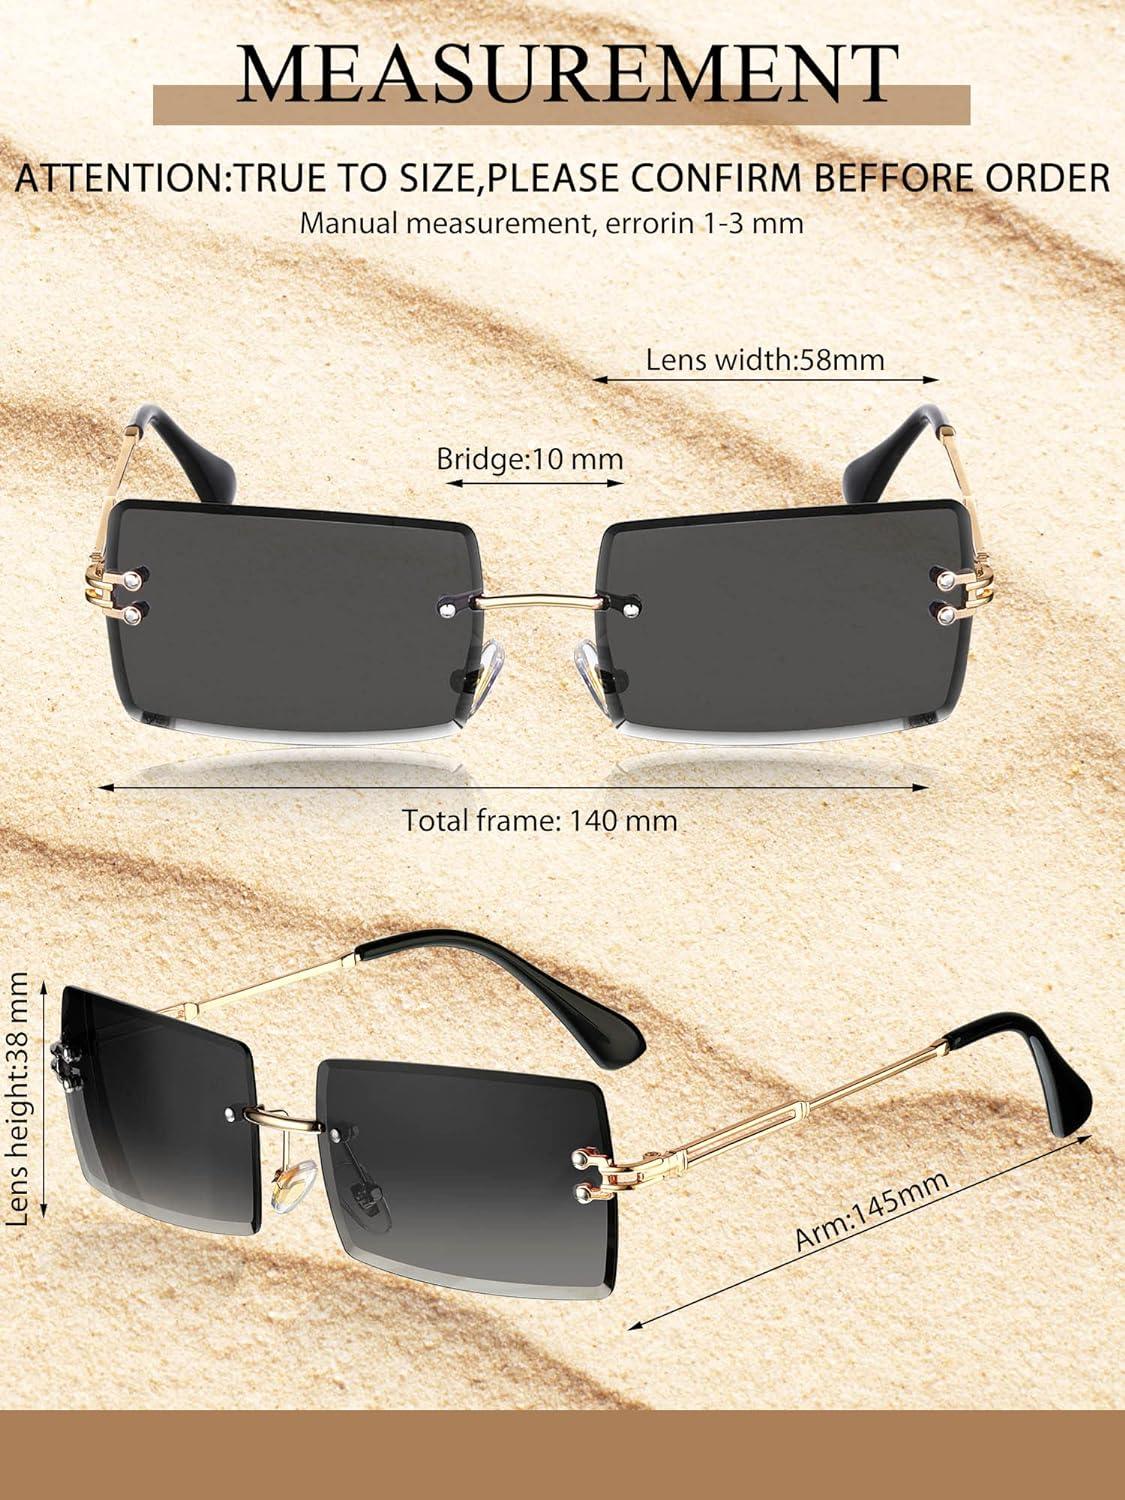 MEASUREMENT
ATTENTION:TRUE TO SIZE,PLEASE CONFIRM BEFFORE ORDER
Manual measurement, errorin 1-3 mm
Lens width:58mm
Bridge:10 mm
Total frame: 140 mm
Lens height:38 mm
Arm:145mm